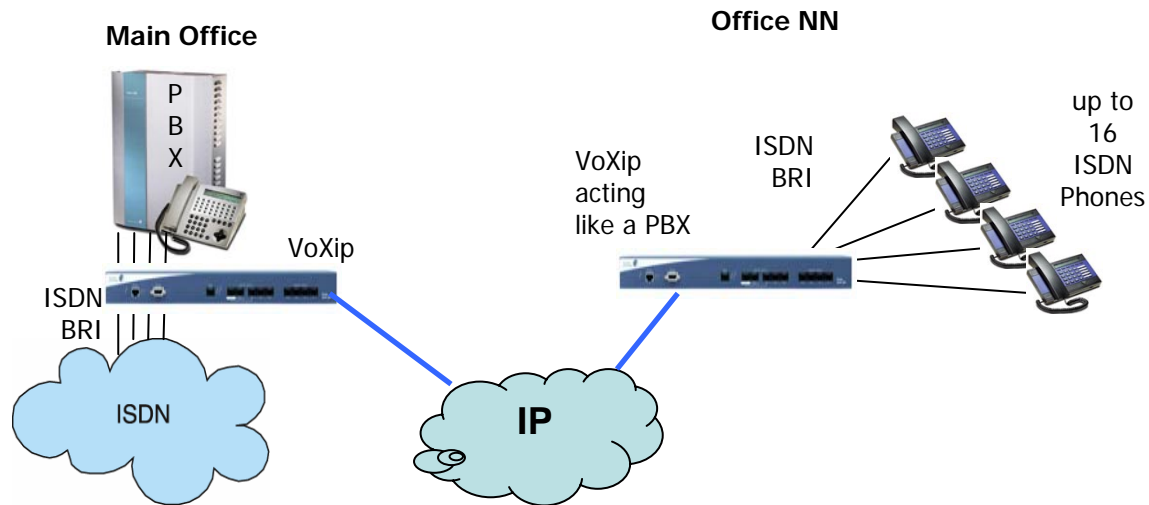 Main Office
Office NN
P
B
X
VoXip
ISDN
BRI
ISDN
IP
VoXip
acting
like a PBX
ISDN
BRI
up to
16
ISDN
Phones